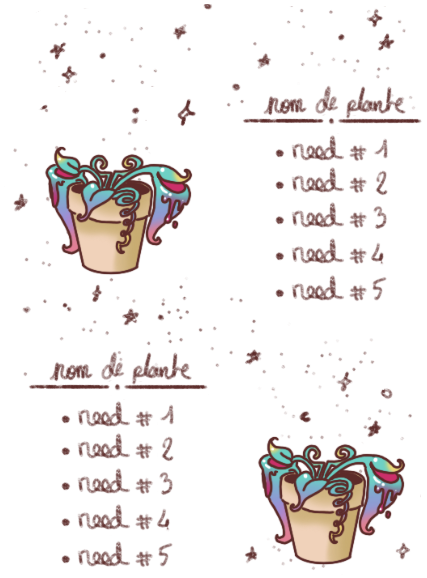 nom de plante
• need # 1
• need # 2
• need # 3
• need # 4
• need # 5
nom de plante
• need # 1
• need # 2
• need # 3
• need # 4
• need # 5